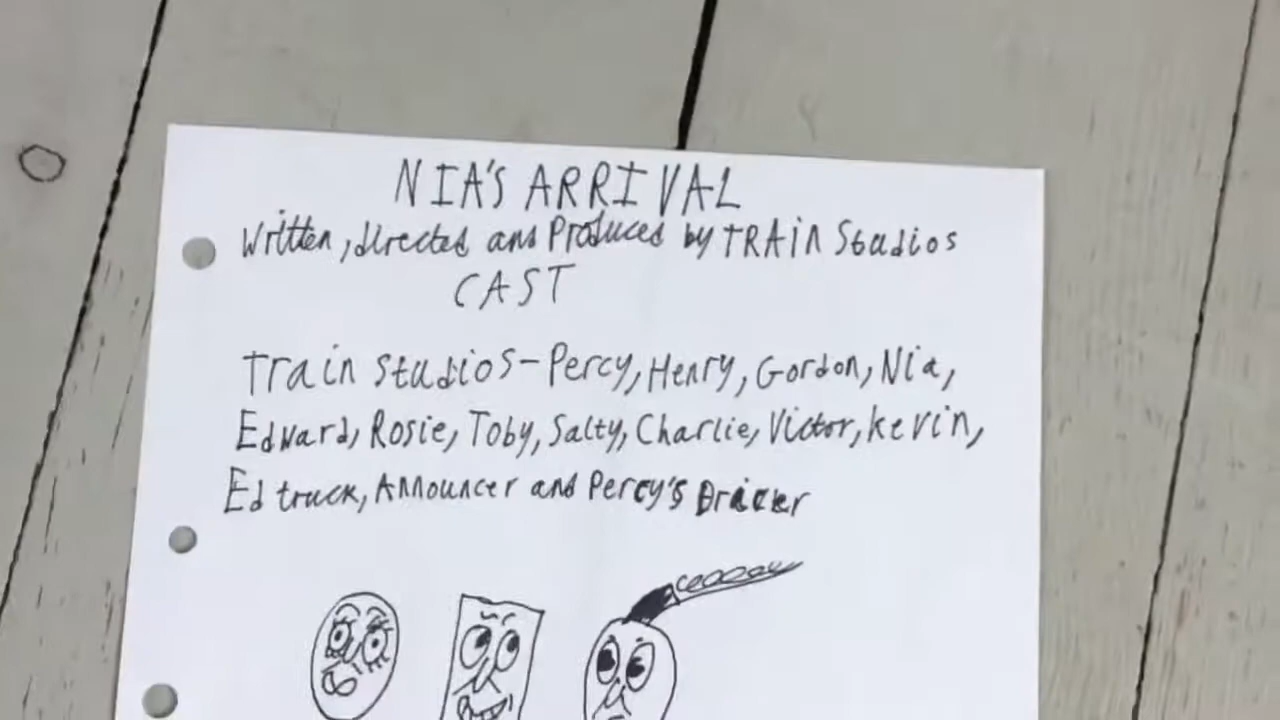 NIA'S ARRIVAL
Written, directed and Produced by TRAIN Studios
CAST
Train studios-Percy, Henry, Gordon, Nia,
Edward, Rosie, Toby, Salty, Charlie, Victor, kevin,
Ed truck, Announcer and Percy's Driver